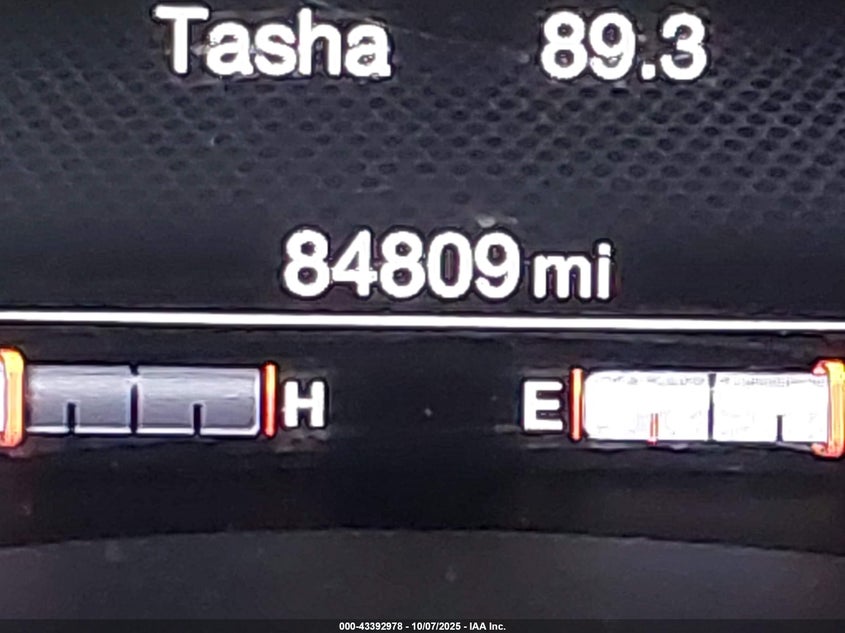 Tasha 89.3
84809 mi
H E
000-43392978 - 10/07/2025 - IAA Inc.